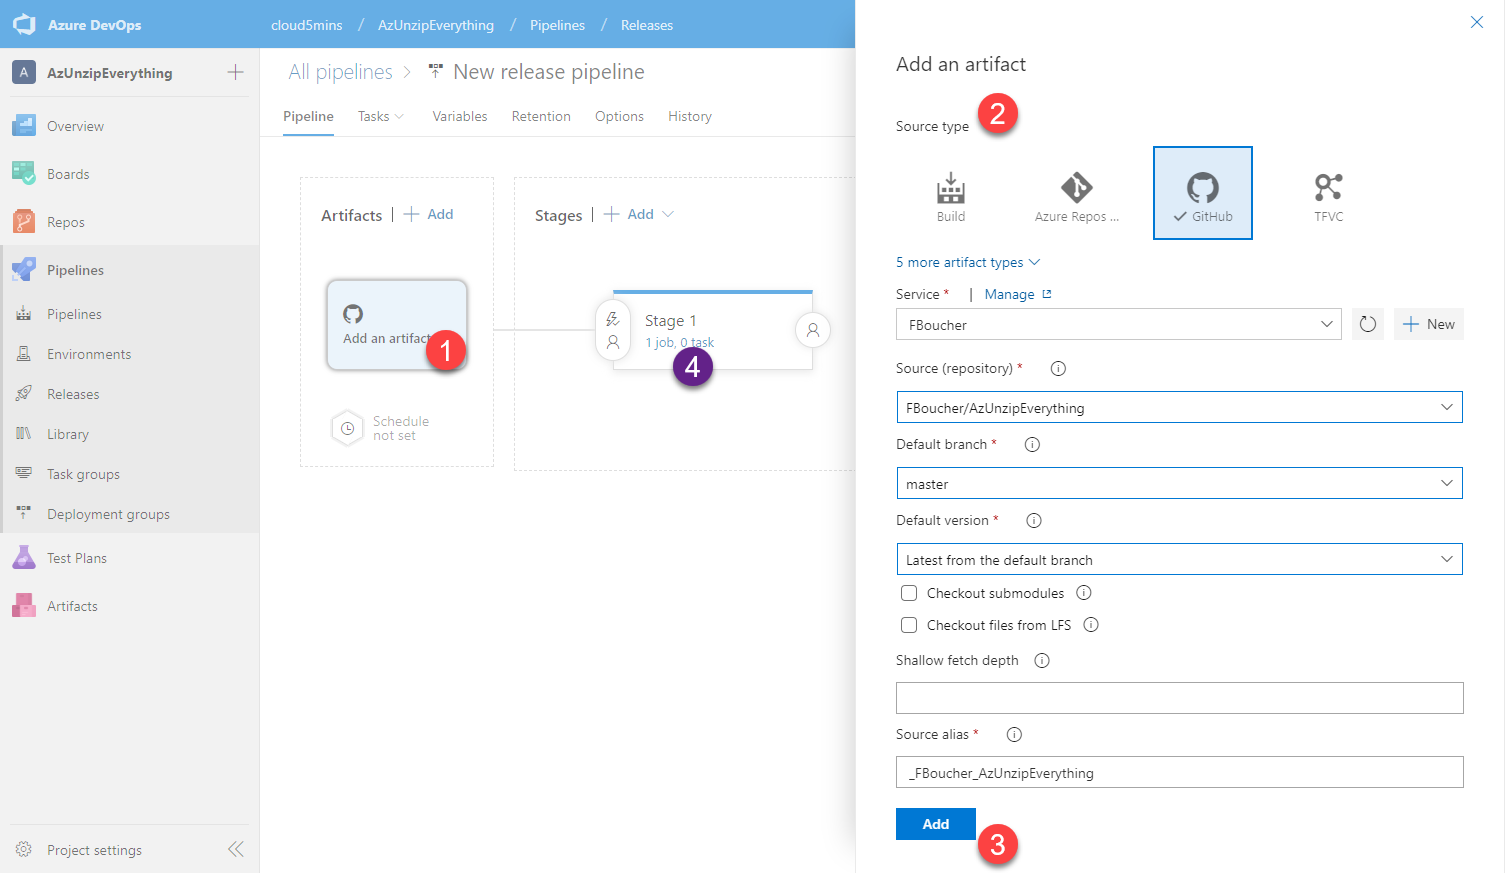 Azure DevOps
cloud5mins / AzUnzipEverything / Pipelines / Releases
A AzUnzipEverything
Overview
Boards
Repos
Pipelines
Pipelines
Environments
Releases
Library
Task groups
Deployment groups
Test Plans
Artifacts
Project settings
All pipelines > New release pipeline
Pipeline Tasks Variables Retention Options History
Artifacts | + Add
Stages | + Add
Add an artifact
1
Schedule
not set
Stage 1
1 job, 0 task
4
Add an artifact
2
Source type
Build
Azure Repos ...
GitHub
TFVC
5 more artifact types
Service * | Manage
FBoucher
+ New
Source (repository) *
FBoucher/AzUnzipEverything
Default branch *
master
Default version *
Latest from the default branch
Checkout submodules
Checkout files from LFS
Shallow fetch depth
Source alias *
_FBoucher_AzUnzipEverything
Add
3